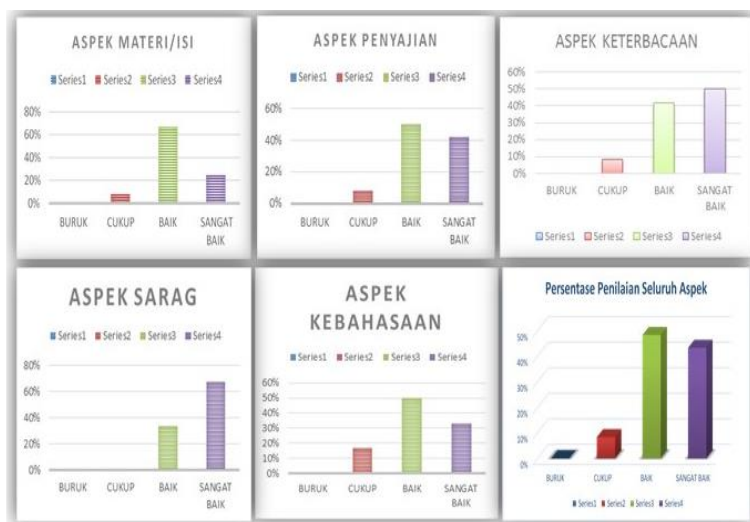 ASPEK MATERI/ISI
Series1 Series2 Series3 Series4
80%
60%
40%
20%
0%
BURUK CUKUP BAIK SANGAT
BAIK
ASPEK PENYAJIAN
Series1 Series2 Series3 Series4
60%
40%
20%
0%
BURUK CUKUP BAIK SANGAT
BAIK
ASPEK KETERBACAAN
60%
50%
40%
30%
20%
10%
0%
BURUK CUKUP BAIK SANGAT
BAIK
Series1 Series2 Series3 Series4
ASPEK SARAG
Series1 Series2 Series3 Series4
80%
60%
40%
20%
0%
BURUK CUKUP BAIK SANGAT
BAIK
ASPEK
KEBAHASAAN
Series1 Series2 Series3 Series4
60%
50%
40%
30%
20%
10%
0%
BURUK CUKUP BAIK SANGAT
BAIK
Persentase Penilaian Seluruh Aspek
50%
40%
30%
20%
10%
0%
BURUK CUKUP BAIK SANGAT BAIK
Series1 Series2 Series3 Series4